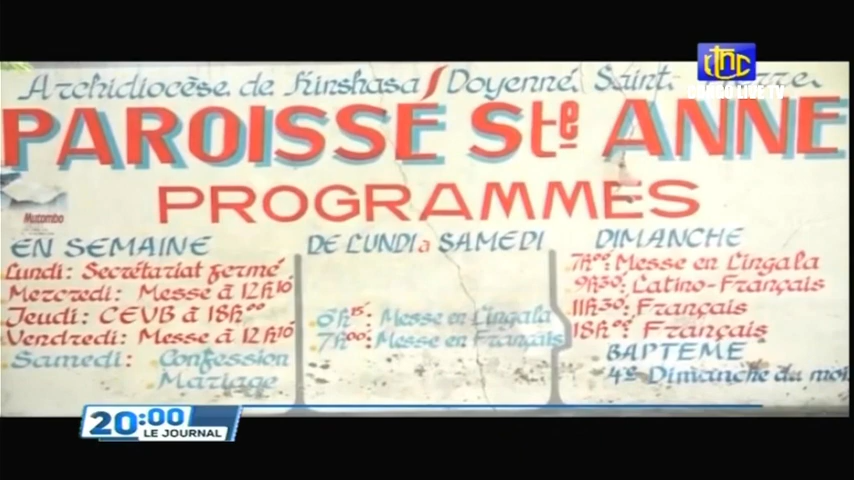 Archidiocèse de Kinshasa / Doyenné Saint-
PAROISSE Ste ANNE
PROGRAMMES
Mutombo
EN SEMAINE
Lundi: Secrétariat fermé
Mercredi: Messe à 12h10
Jeudi: CEVB à 18h00
Vendredi: Messe à 12h10
Samedi: Confession
Mariage
DE LUNDI à SAMEDI
6h15: Messe en Lingala
7h00: Messe en Français
DIMANCHE
7h00: Messe en Lingala
9h30: Latino-Français
11h30: Français
18h00: Français
BAPTEME
4e Dimanche du mois
20:00
LE JOURNAL